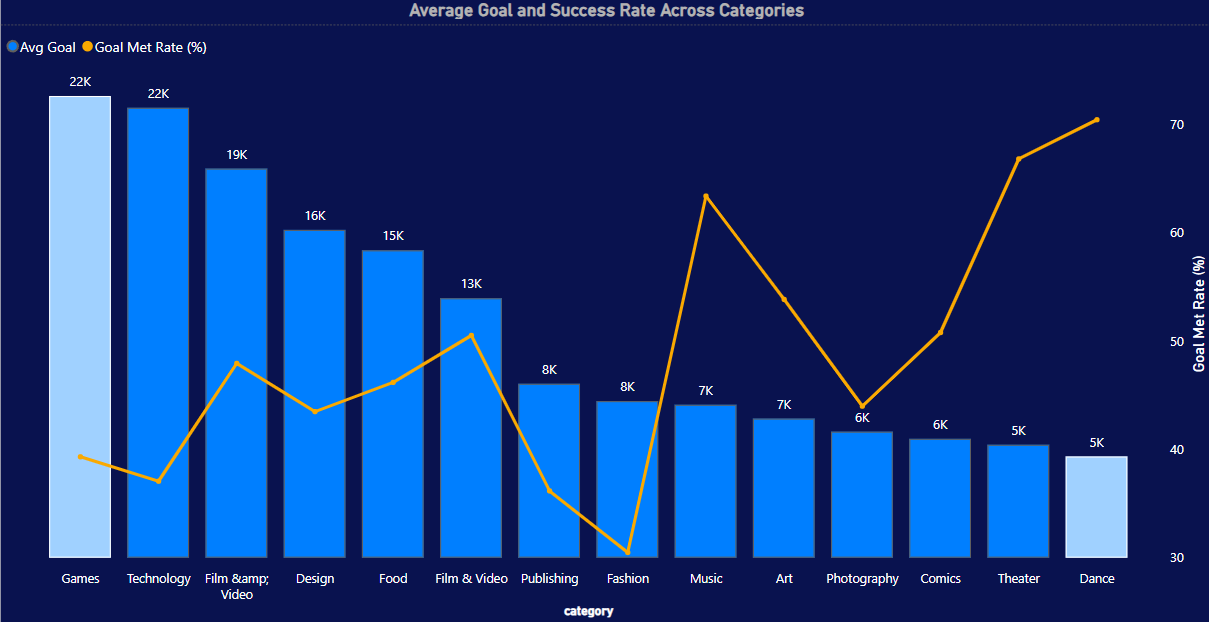 Average Goal and Success Rate Across Categories
Avg Goal Goal Met Rate (%)
22K
22K
19K
16K
15K
13K
8K
8K
7K
7K
6K
6K
5K
5K
70
60
50
40
30
Goal Met Rate (%)
Games Technology Film &amp; Design Food Film & Video Publishing Fashion Music Art Photography Comics Theater Dance
Video
category